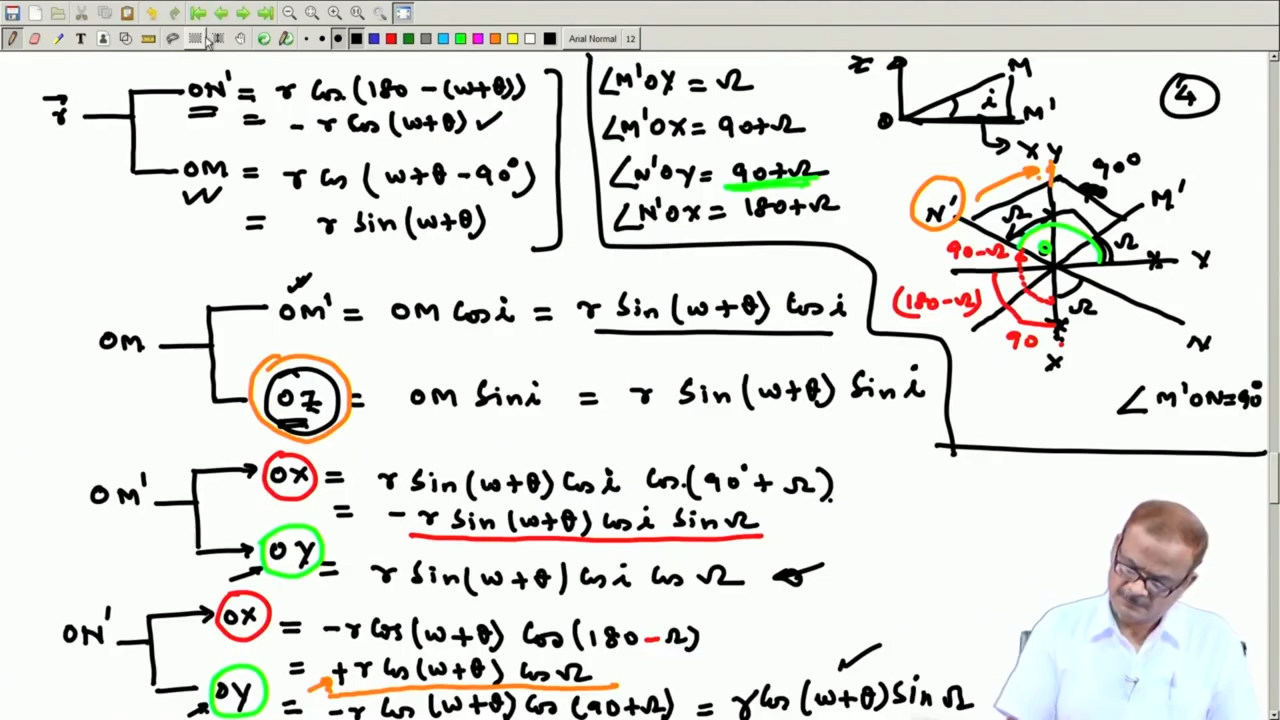 Arial Normal 12
r⃗
ON' = r Cos(180 - (ω+θ))
= - r Cos(ω+θ) ✓
OM = r Cos (ω+θ-90°)
= r Sin(ω+θ)
∠M'OY = Ω
∠M'OX = 90+Ω
∠N'OY = 90+Ω
∠N'OX = 180+Ω
Z
M
i
O
M'
X
4
Y
90°
N'
M'
Ω
Ω
90-Ω
θ
Y
(180-Ω)
Ω
90
X
N
∠M'ON=90°
OM
OM' = OM Cos i = r Sin(ω+θ) Cos i
OZ = OM Sin i = r Sin(ω+θ) Sin i
OM'
OX = r Sin(ω+θ) Cos i Cos.(90°+Ω)
= - r Sin(ω+θ) Cos i Sin Ω
OY = r Sin(ω+θ) Cos i Cos Ω
ON'
OX = -r Cos(ω+θ) Cos(180-Ω)
= +r Cos(ω+θ) Cos Ω
OY = -r Cos(ω+θ) Cos(90+Ω) = r Cos(ω+θ) Sin Ω